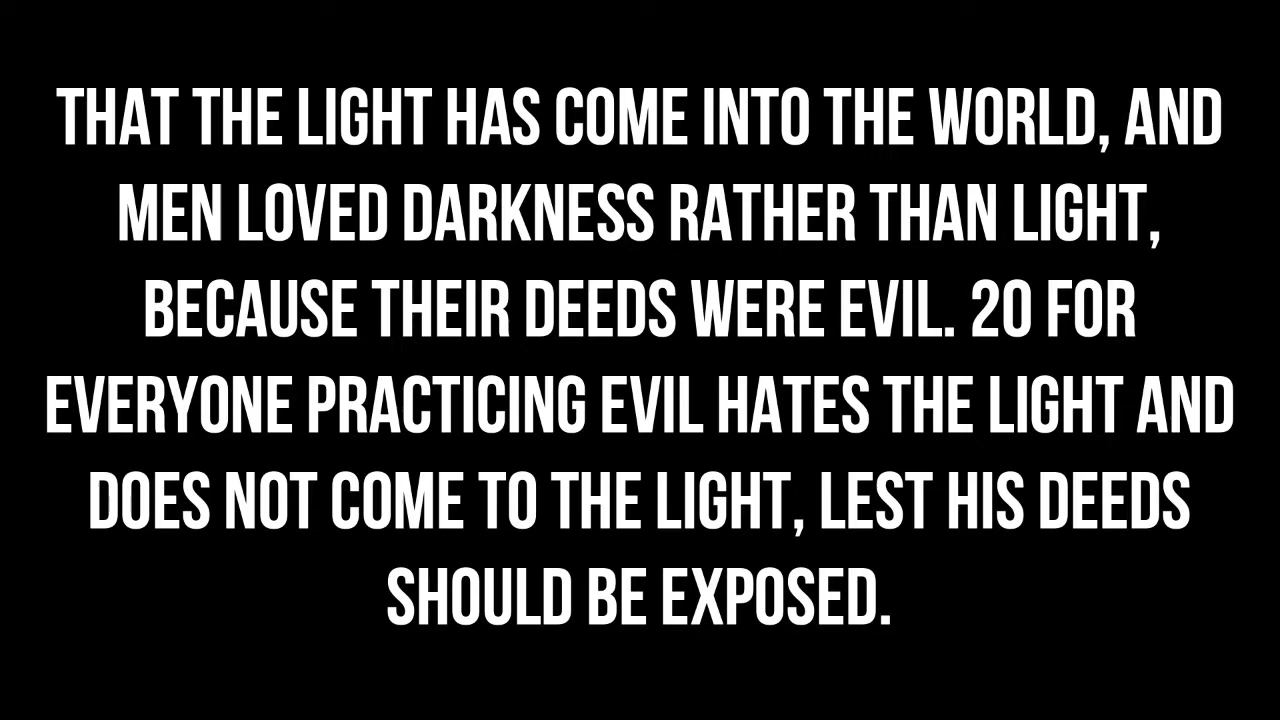 THAT THE LIGHT HAS COME INTO THE WORLD, AND
MEN LOVED DARKNESS RATHER THAN LIGHT,
BECAUSE THEIR DEEDS WERE EVIL. 20 FOR
EVERYONE PRACTICING EVIL HATES THE LIGHT AND
DOES NOT COME TO THE LIGHT, LEST HIS DEEDS
SHOULD BE EXPOSED.